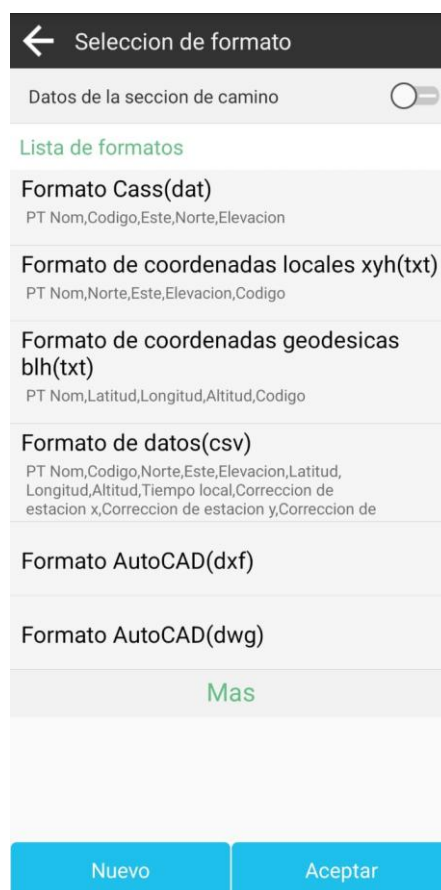 Seleccion de formato
Datos de la seccion de camino
Lista de formatos
Formato Cass(dat)
PT Nom,Codigo,Este,Norte,Elevacion
Formato de coordenadas locales xyh(txt)
PT Nom,Norte,Este,Elevacion,Codigo
Formato de coordenadas geodesicas
blh(txt)
PT Nom,Latitud,Longitud,Altitud,Codigo
Formato de datos(csv)
PT Nom,Codigo,Norte,Este,Elevacion,Latitud,
Longitud,Altitud,Tiempo local,Correccion de
estacion x,Correccion de estacion y,Correccion de
Formato AutoCAD(dxf)
Formato AutoCAD(dwg)
Mas
Nuevo
Aceptar